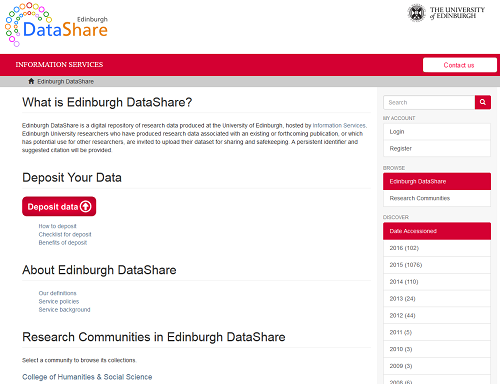 Edinburgh
DataShare
THE UNIVERSITY
of EDINBURGH
INFORMATION SERVICES
Contact us
Edinburgh DataShare
What is Edinburgh DataShare?
Edinburgh DataShare is a digital repository of research data produced at the University of Edinburgh, hosted by Information Services.
Edinburgh University researchers who have produced research data associated with an existing or forthcoming publication, or which
has potential use for other researchers, are invited to upload their dataset for sharing and safekeeping. A persistent identifier and
suggested citation will be provided.
Deposit Your Data
Deposit data
How to deposit
Checklist for deposit
Benefits of deposit
About Edinburgh DataShare
Our definitions
Service policies
Service background
Research Communities in Edinburgh DataShare
Select a community to browse its collections.
College of Humanities & Social Science
Search
MY ACCOUNT
Login
Register
BROWSE
Edinburgh DataShare
Research Communities
DISCOVER
Date Accessioned
2016 (102)
2015 (1076)
2014 (110)
2013 (24)
2012 (44)
2011 (5)
2010 (3)
2009 (3)
2008 (6)